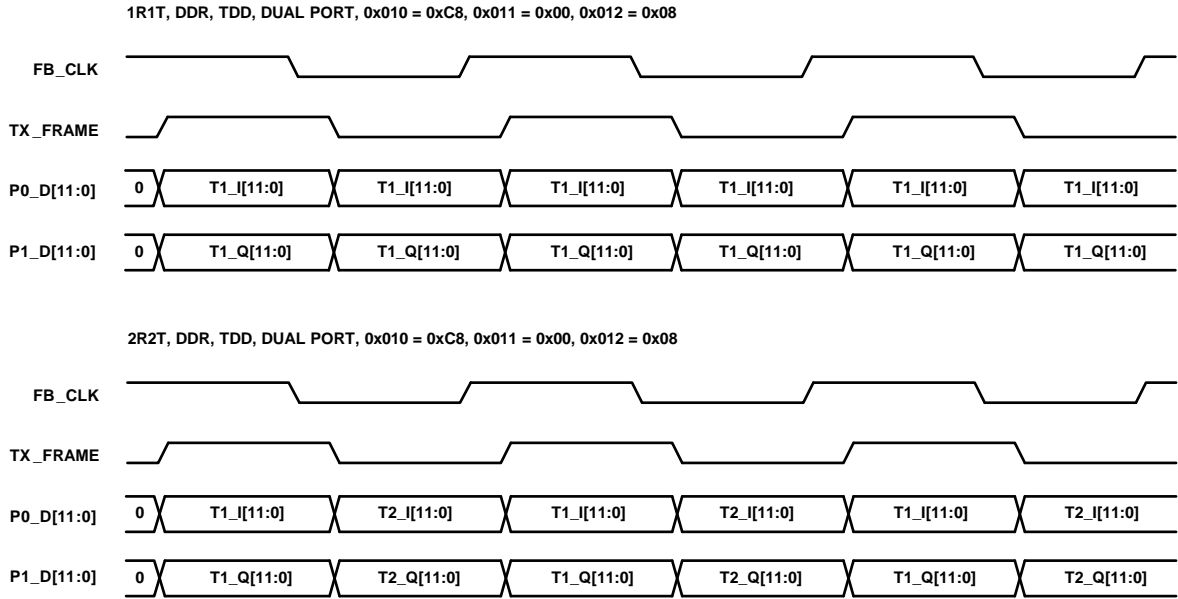 1R1T, DDR, TDD, DUAL PORT, 0x010 = 0xC8, 0x011 = 0x00, 0x012 = 0x08
FB_CLK
TX_FRAME
P0_D[11:0] 0 T1_I[11:0] T1_I[11:0] T1_I[11:0] T1_I[11:0] T1_I[11:0] T1_I[11:0]
P1_D[11:0] 0 T1_Q[11:0] T1_Q[11:0] T1_Q[11:0] T1_Q[11:0] T1_Q[11:0] T1_Q[11:0]
2R2T, DDR, TDD, DUAL PORT, 0x010 = 0xC8, 0x011 = 0x00, 0x012 = 0x08
FB_CLK
TX_FRAME
P0_D[11:0] 0 T1_I[11:0] T2_I[11:0] T1_I[11:0] T2_I[11:0] T1_I[11:0] T2_I[11:0]
P1_D[11:0] 0 T1_Q[11:0] T2_Q[11:0] T1_Q[11:0] T2_Q[11:0] T1_Q[11:0] T2_Q[11:0]